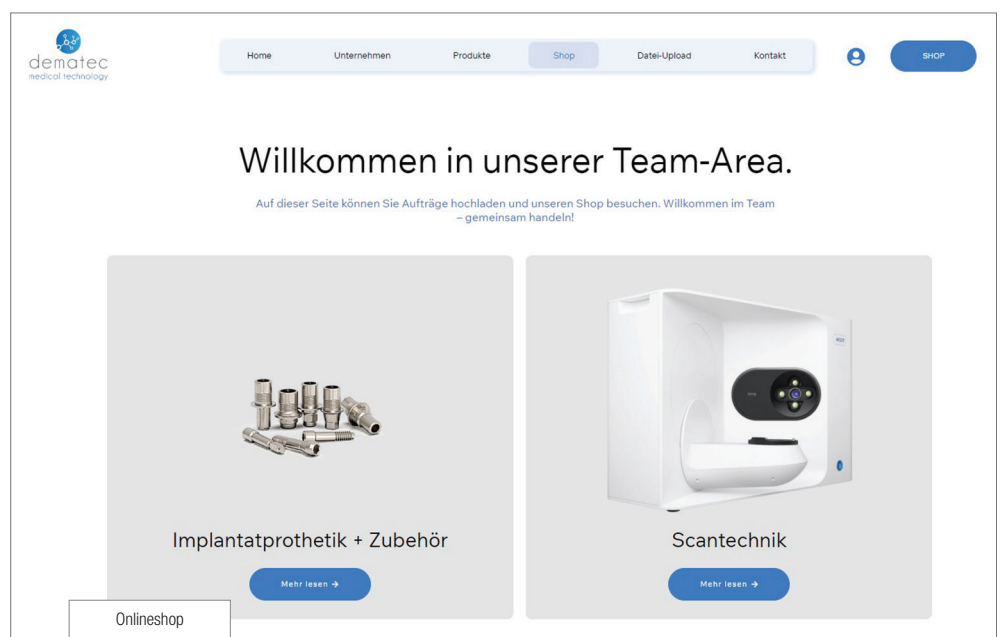 dematec
medical technology
Home
Unternehmen
Produkte
Shop
Datei-Upload
Kontakt
SHOP
Willkommen in unserer Team-Area.
Auf dieser Seite können Sie Aufträge hochladen und unseren Shop besuchen. Willkommen im Team
– gemeinsam handeln!
Implantatprothetik + Zubehör
Mehr lesen →
Scantechnik
Mehr lesen →
Onlineshop